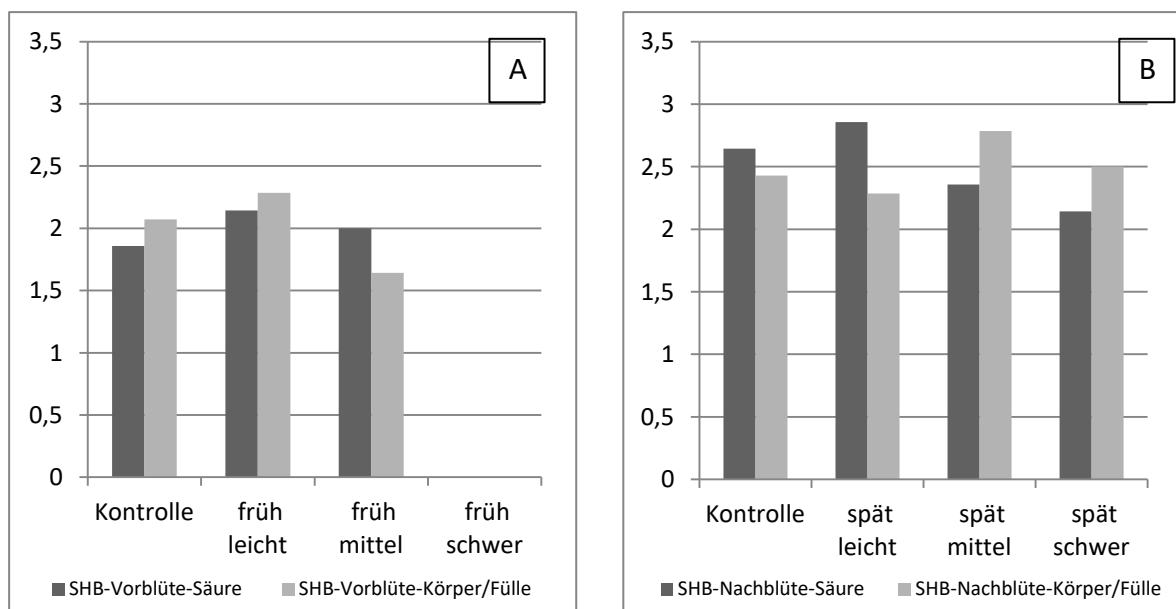 A
3,5
3
2,5
2
1,5
1
0,5
0
Kontrolle früh früh früh
leicht mittel schwer
SHB-Vorblüte-Säure SHB-Vorblüte-Körper/Fülle
B
3,5
3
2,5
2
1,5
1
0,5
0
Kontrolle spät spät spät
leicht mittel schwer
SHB-Nachblüte-Säure SHB-Nachblüte-Körper/Fülle